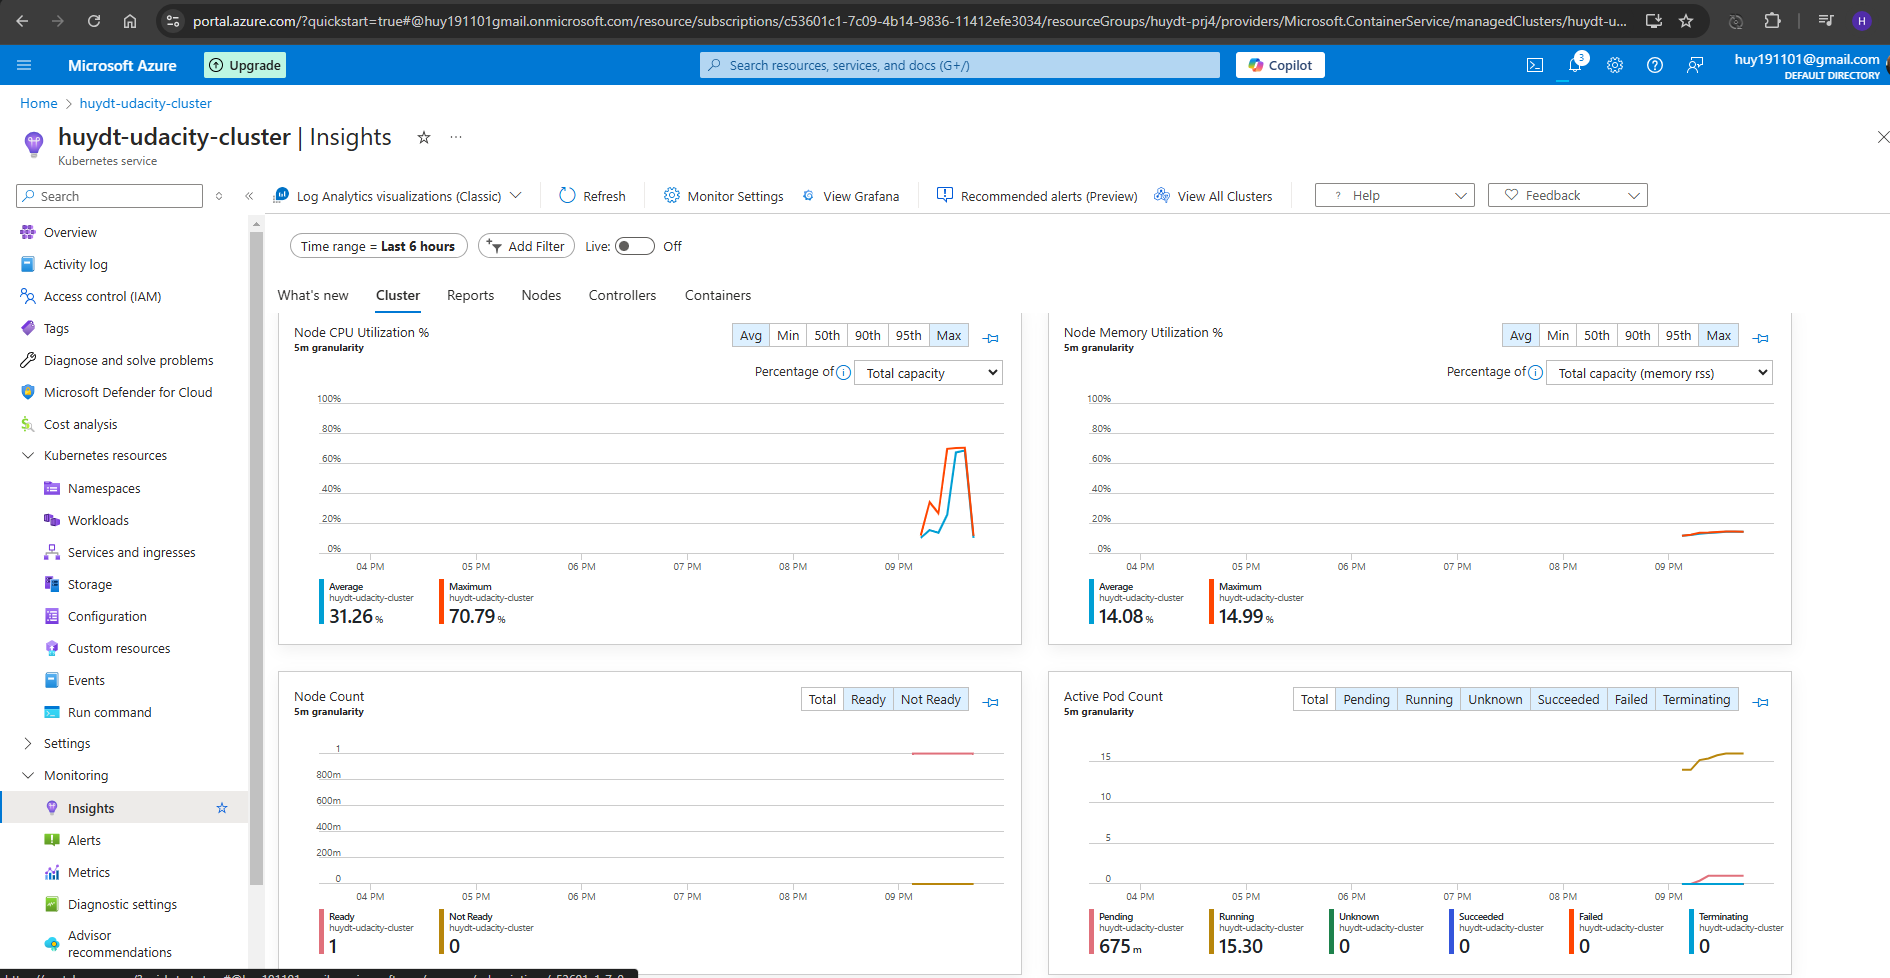 portal.azure.com/?quickstart=true#@huy191101gmail.onmicrosoft.com/resource/subscriptions/c53601c1-7c09-4b14-9836-11412efe3034/resourceGroups/huydt-prj4/providers/Microsoft.ContainerService/managedClusters/huydt-u...
H
Microsoft Azure
Upgrade
Search resources, services, and docs (G+/)
Copilot
3
huy191101@gmail.com
DEFAULT DIRECTORY
Home > huydt-udacity-cluster
huydt-udacity-cluster | Insights
Kubernetes service
Search
Log Analytics visualizations (Classic)
Refresh
Monitor Settings
View Grafana
Recommended alerts (Preview)
View All Clusters
? Help
Feedback
Overview
Activity log
Access control (IAM)
Tags
Diagnose and solve problems
Microsoft Defender for Cloud
Cost analysis
Kubernetes resources
Namespaces
Workloads
Services and ingresses
Storage
Configuration
Custom resources
Events
Run command
Settings
Monitoring
Insights
Alerts
Metrics
Diagnostic settings
Advisor
recommendations
Time range = Last 6 hours
Add Filter
Live: Off
What's new
Cluster
Reports
Nodes
Controllers
Containers
Node CPU Utilization %
5m granularity
Avg Min 50th 90th 95th Max
Percentage of Total capacity
100%
80%
60%
40%
20%
0%
04 PM 05 PM 06 PM 07 PM 08 PM 09 PM
Average
huydt-udacity-cluster
31.26 %
Maximum
huydt-udacity-cluster
70.79 %
Node Memory Utilization %
5m granularity
Avg Min 50th 90th 95th Max
Percentage of Total capacity (memory rss)
100%
80%
60%
40%
20%
0%
04 PM 05 PM 06 PM 07 PM 08 PM 09 PM
Average
huydt-udacity-cluster
14.08 %
Maximum
huydt-udacity-cluster
14.99 %
Node Count
5m granularity
Total Ready Not Ready
1
800m
600m
400m
200m
0
04 PM 05 PM 06 PM 07 PM 08 PM 09 PM
Ready
huydt-udacity-cluster
1
Not Ready
huydt-udacity-cluster
0
Active Pod Count
5m granularity
Total Pending Running Unknown Succeeded Failed Terminating
15
10
5
0
04 PM 05 PM 06 PM 07 PM 08 PM 09 PM
Pending
huydt-udacity-cluster
675 m
Running
huydt-udacity-cluster
15.30
Unknown
huydt-udacity-cluster
0
Succeeded
huydt-udacity-cluster
0
Failed
huydt-udacity-cluster
0
Terminating
huydt-udacity-cluster
0